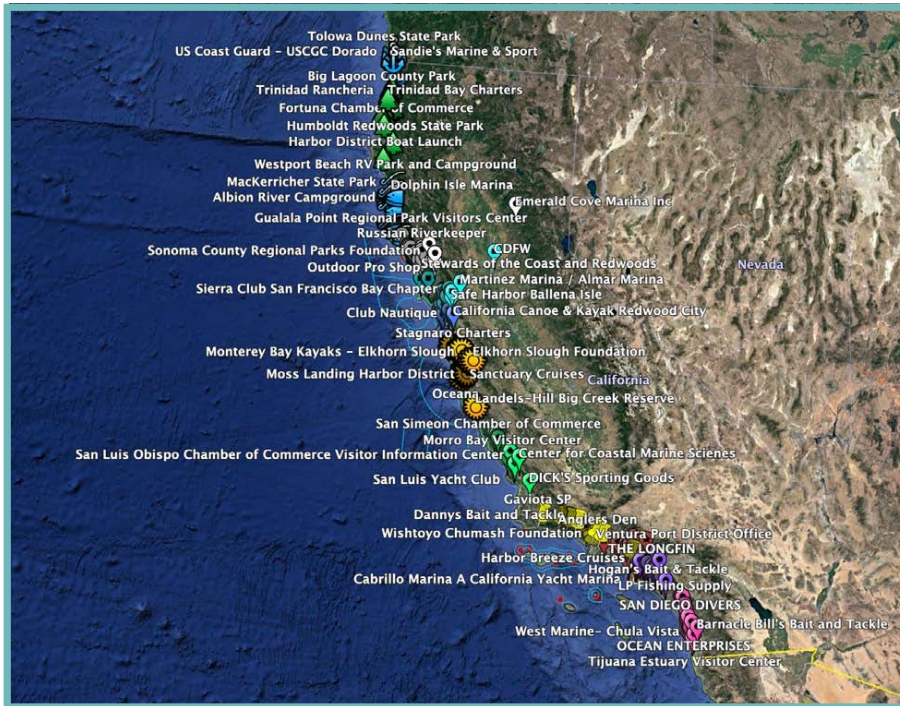 Tolowa Dunes State Park
US Coast Guard - USCGC Dorado Sandie's Marine & Sport
Big Lagoon County Park
Trinidad Rancheria Trinidad Bay Charters
Fortuna Chamber of Commerce
Humboldt Redwoods State Park
Harbor District Boat Launch
Westport Beach RV Park and Campground
MacKerricher State Park Dolphin Isle Marina
Albion River Campground Emerald Cove Marina Inc
Gualala Point Regional Park Visitors Center
Russian Riverkeeper
Sonoma County Regional Parks Foundation CDFW
Outdoor Pro Shop Stewards of the Coast and Redwoods
Nevada
Sierra Club San Francisco Bay Chapter Martinez Marina / Almar Marina
Safe Harbor Ballena Isle
Club Nautique California Canoe & Kayak Redwood City
Stagnaro Charters
Monterey Bay Kayaks - Elkhorn Slough Elkhorn Slough Foundation
Moss Landing Harbor District Sanctuary Cruises
California
Oceana Landels-Hill Big Creek Reserve
San Simeon Chamber of Commerce
Morro Bay Visitor Center
San Luis Obispo Chamber of Commerce Visitor Information Center Center for Coastal Marine Scienes
San Luis Yacht Club DICK'S Sporting Goods
Gaviota SP
Dannys Bait and Tackle Anglers Den
Wishtoyo Chumash Foundation Ventura Port District Office
THE LONGFIN
Harbor Breeze Cruises
Hogan's Bait & Tackle
Cabrillo Marina A California Yacht Marina LP Fishing Supply
SAN DIEGO DIVERS
West Marine- Chula Vista Barnacle Bill's Bait and Tackle
OCEAN ENTERPRISES
Tijuana Estuary Visitor Center